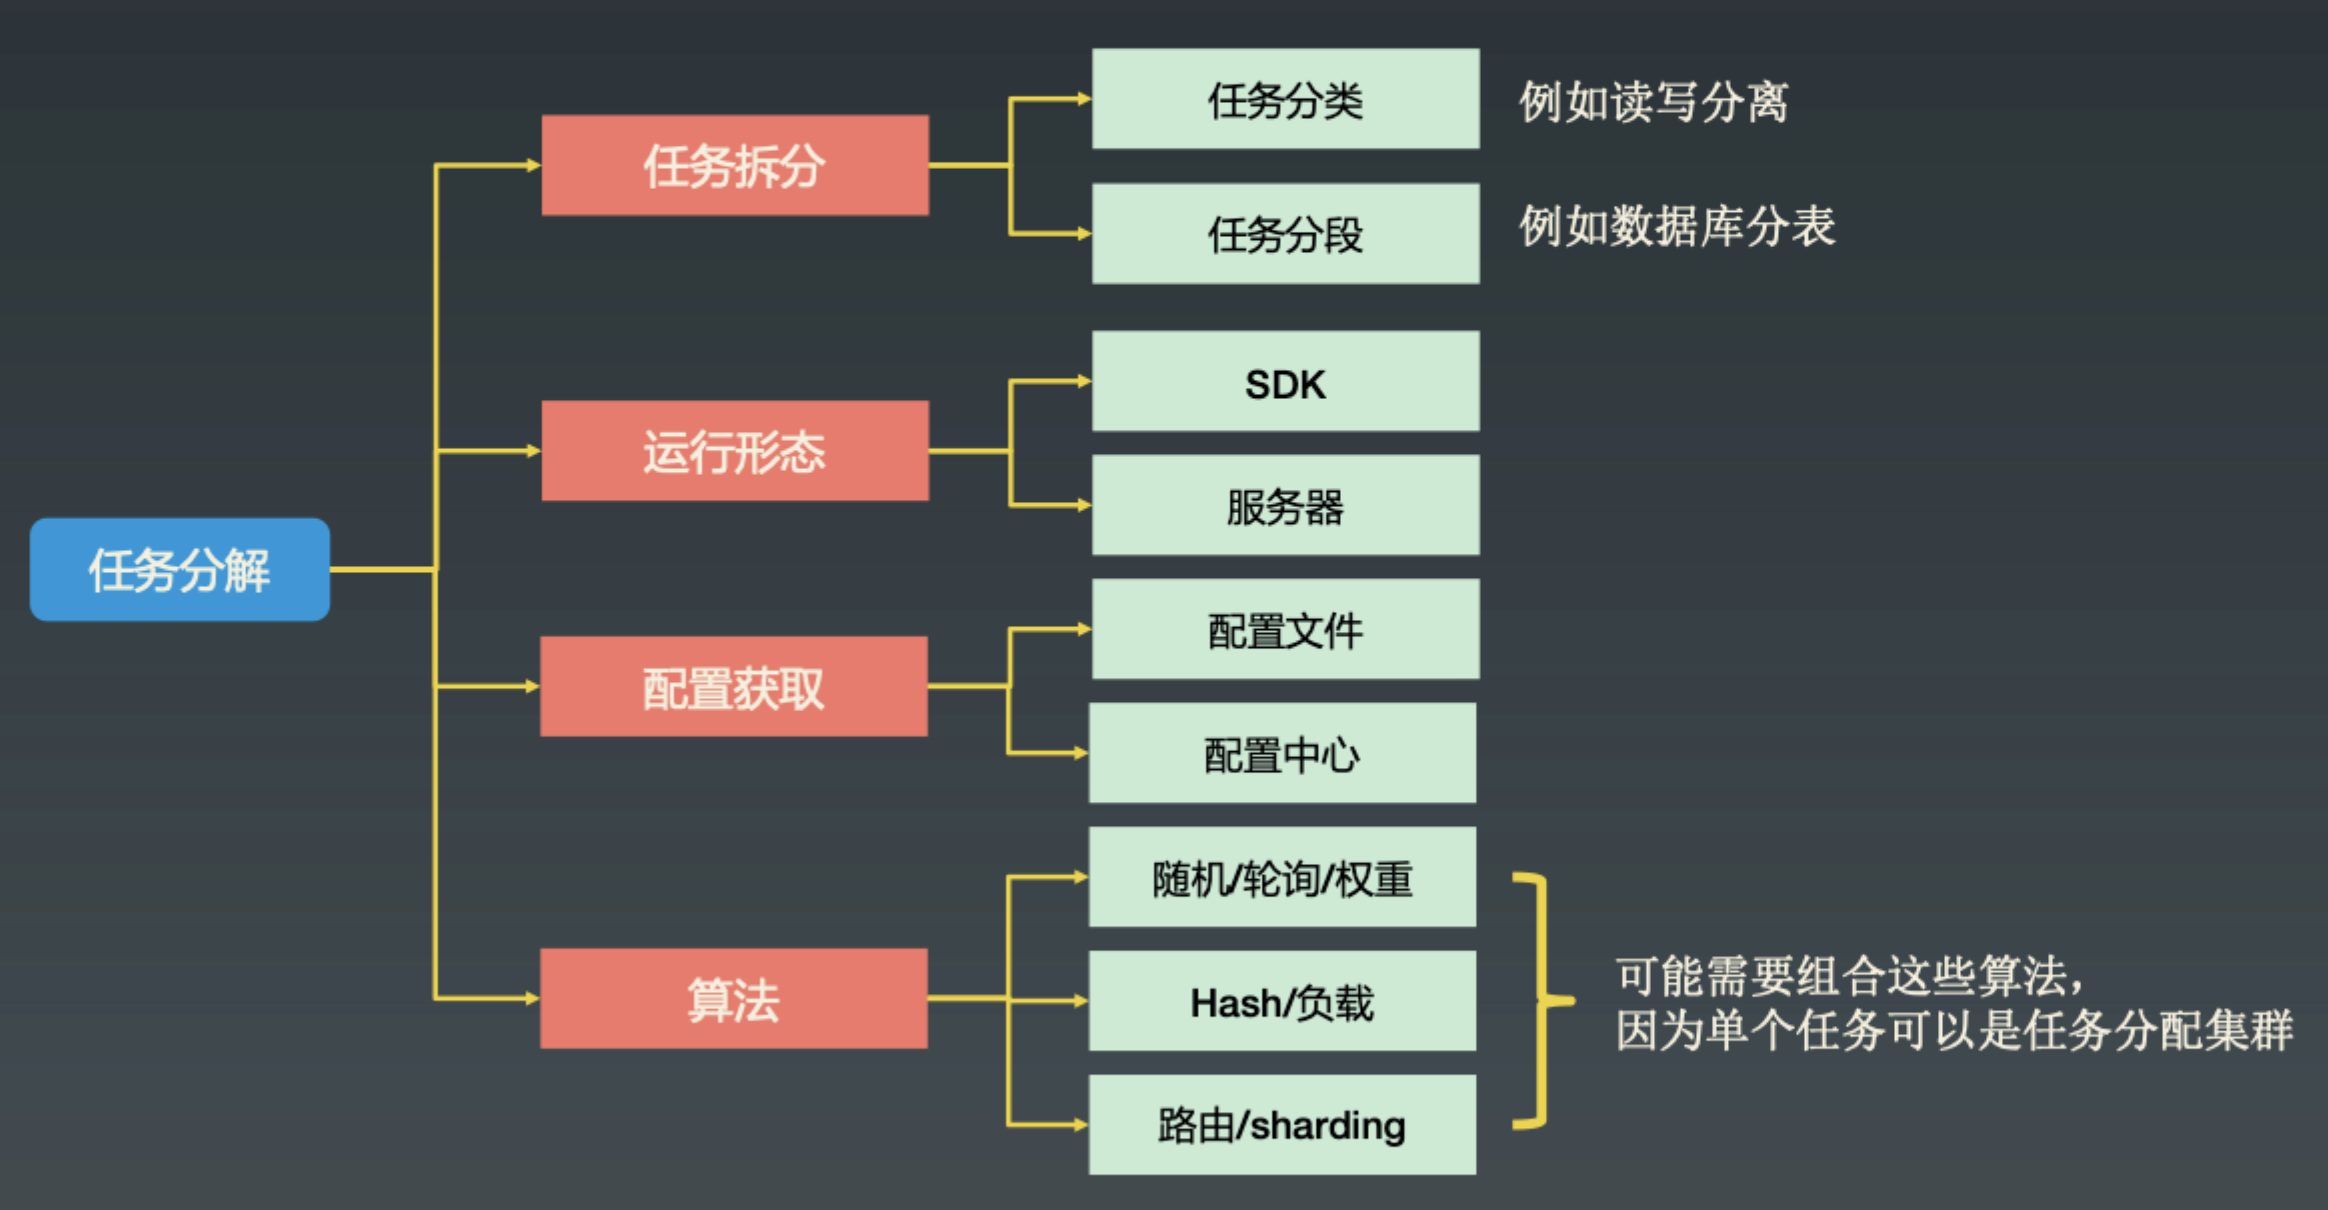 任务分解
任务拆分
任务分类
例如读写分离
任务分段
例如数据库分表
运行形态
SDK
服务器
配置获取
配置文件
配置中心
算法
随机/轮询/权重
Hash/负载
路由/sharding
可能需要组合这些算法，
因为单个任务可以是任务分配集群